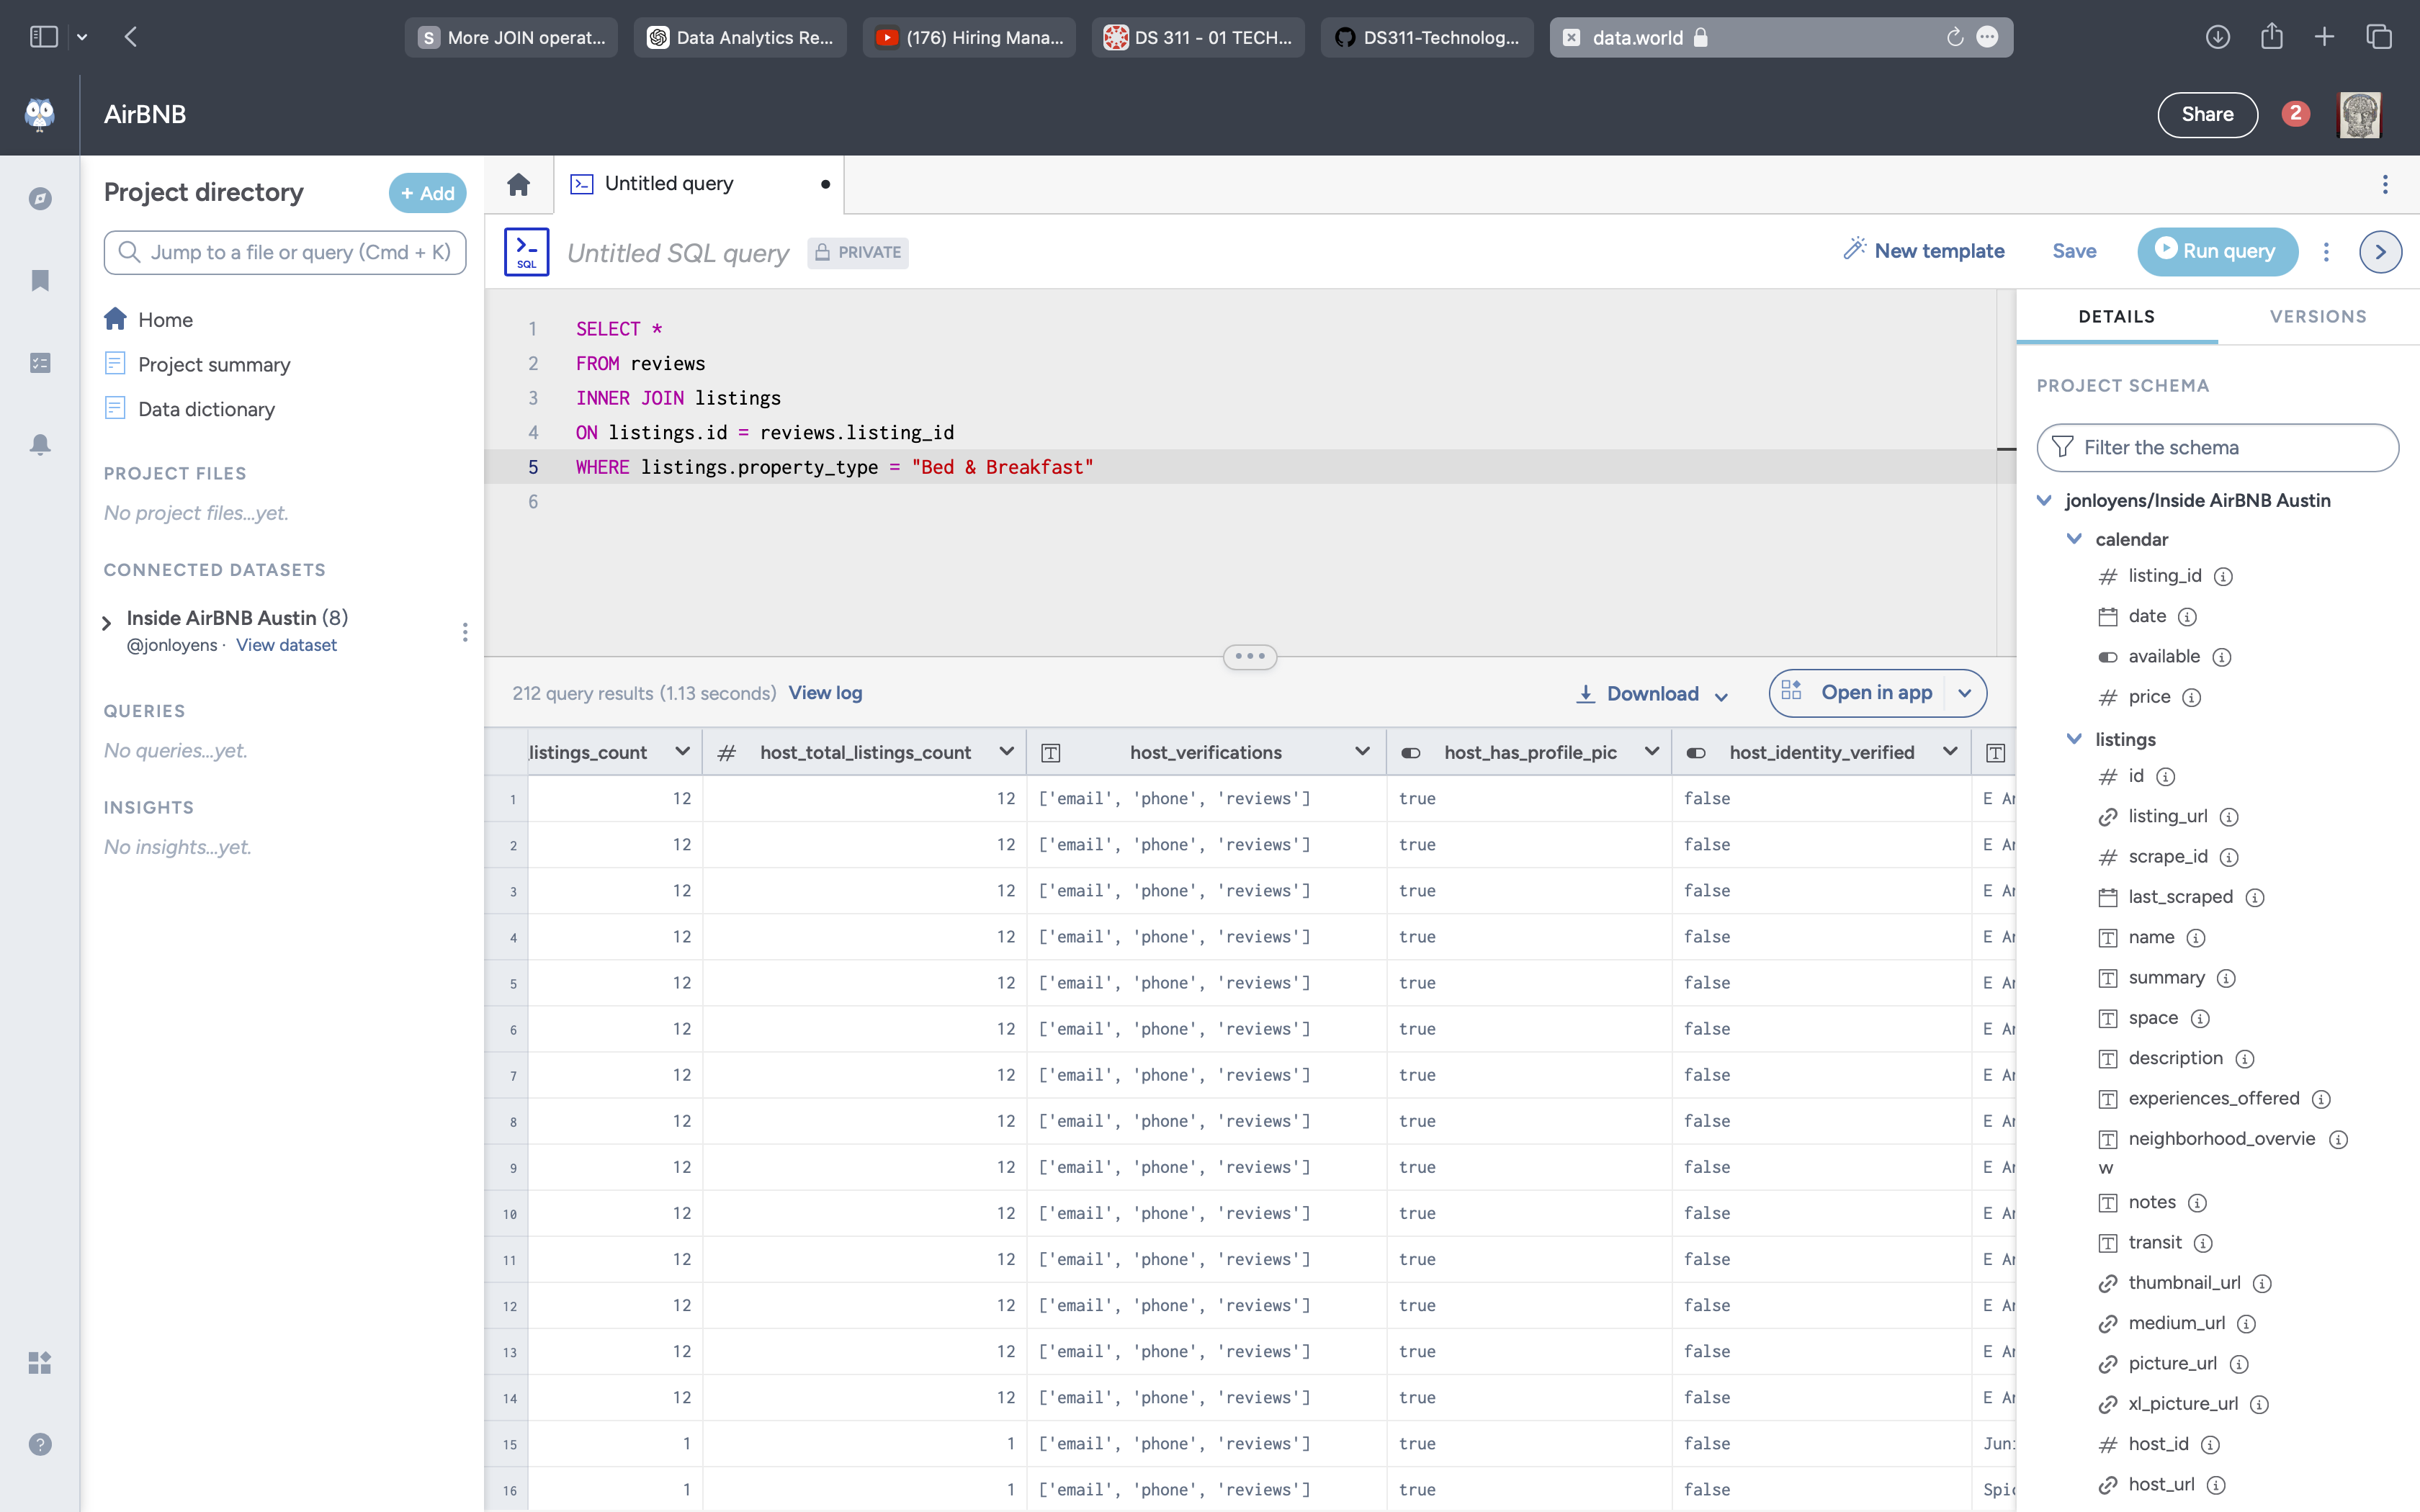 S More JOIN operat...
Data Analytics Re...
(176) Hiring Mana...
DS 311 - 01 TECH...
DS311-Technolog...
data.world
AirBNB
Share
2
Project directory
+ Add
Jump to a file or query (Cmd + K)
Home
Project summary
Data dictionary
PROJECT FILES
No project files...yet.
CONNECTED DATASETS
Inside AirBNB Austin (8)
@jonloyens · View dataset
QUERIES
No queries...yet.
INSIGHTS
No insights...yet.
Untitled query
SQL
Untitled SQL query
PRIVATE
New template
Save
Run query
1 SELECT *
2 FROM reviews
3 INNER JOIN listings
4 ON listings.id = reviews.listing_id
5 WHERE listings.property_type = "Bed & Breakfast"
6
212 query results (1.13 seconds) View log
Download
Open in app
listings_count # host_total_listings_count T host_verifications host_has_profile_pic host_identity_verified T
1 12 12 ['email', 'phone', 'reviews'] true false E Ar
2 12 12 ['email', 'phone', 'reviews'] true false E Ar
3 12 12 ['email', 'phone', 'reviews'] true false E Ar
4 12 12 ['email', 'phone', 'reviews'] true false E Ar
5 12 12 ['email', 'phone', 'reviews'] true false E Ar
6 12 12 ['email', 'phone', 'reviews'] true false E Ar
7 12 12 ['email', 'phone', 'reviews'] true false E Ar
8 12 12 ['email', 'phone', 'reviews'] true false E Ar
9 12 12 ['email', 'phone', 'reviews'] true false E Ar
10 12 12 ['email', 'phone', 'reviews'] true false E Ar
11 12 12 ['email', 'phone', 'reviews'] true false E Ar
12 12 12 ['email', 'phone', 'reviews'] true false E Ar
13 12 12 ['email', 'phone', 'reviews'] true false E Ar
14 12 12 ['email', 'phone', 'reviews'] true false E Ar
15 1 1 ['email', 'phone', 'reviews'] true false Jun
16 1 1 ['email', 'phone', 'reviews'] true false Spic
DETAILS
VERSIONS
PROJECT SCHEMA
Filter the schema
jonloyens/Inside AirBNB Austin
calendar
# listing_id
date
available
# price
listings
# id
listing_url
# scrape_id
last_scraped
T name
T summary
T space
T description
T experiences_offered
T neighborhood_overvie
w
T notes
T transit
thumbnail_url
medium_url
picture_url
xl_picture_url
# host_id
host_url